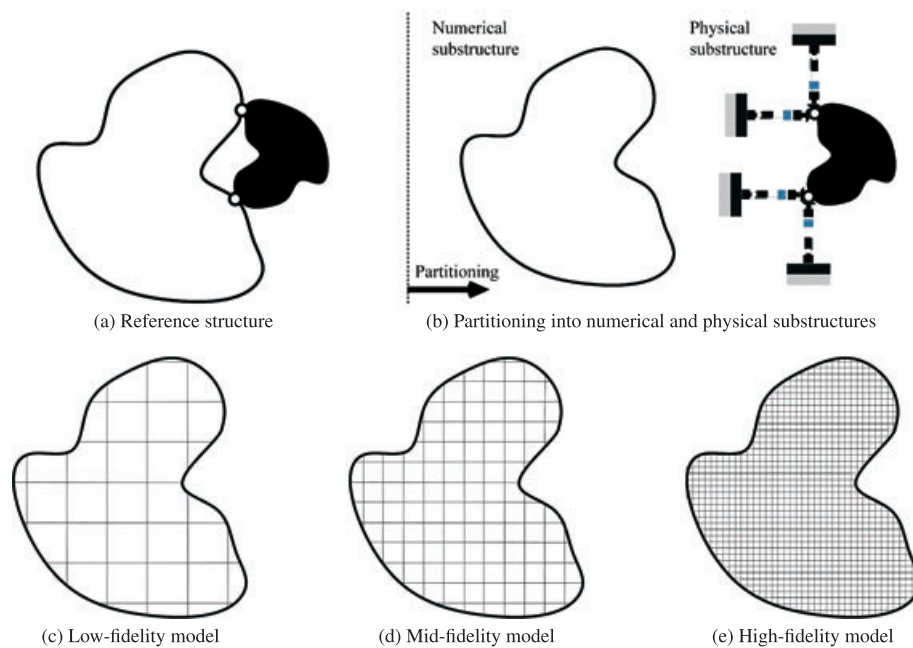 Numerical
substructure
Physical
substructure
Partitioning
(a) Reference structure
(b) Partitioning into numerical and physical substructures
(c) Low-fidelity model
(d) Mid-fidelity model
(e) High-fidelity model